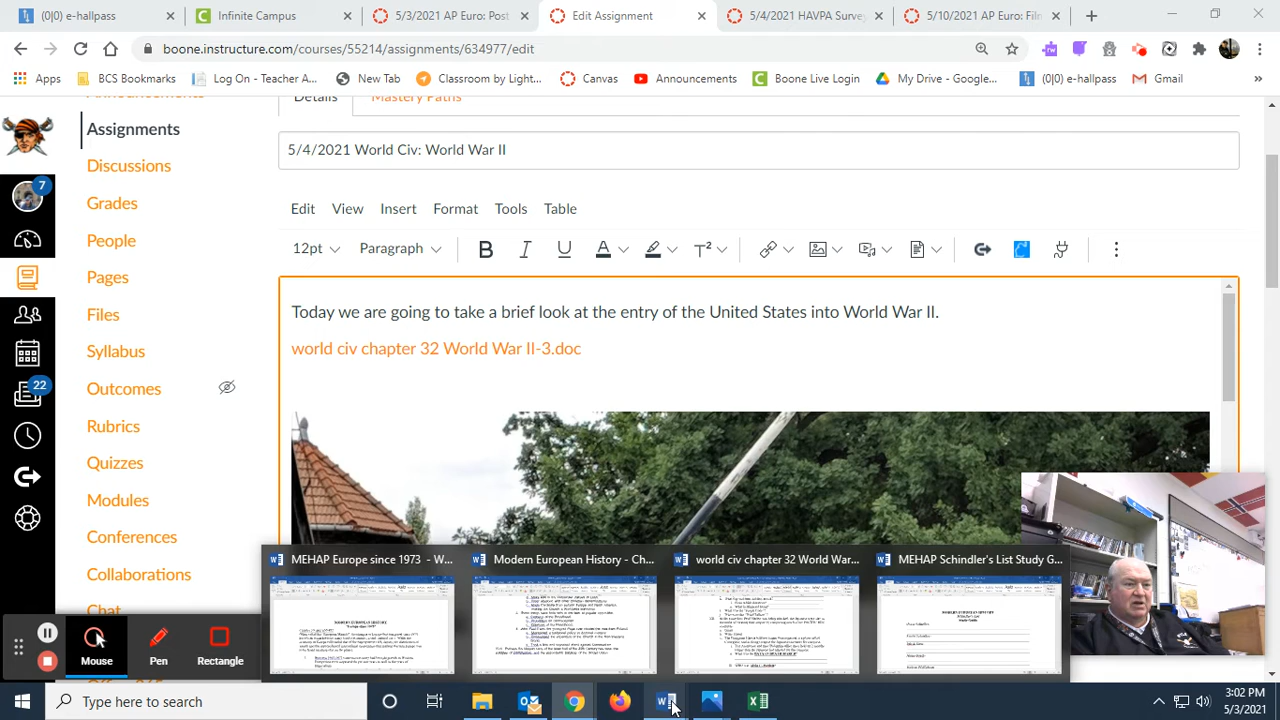 (0|0) e-hallpass
Infinite Campus
5/3/2021 AP Euro: Post
Edit Assignment
5/4/2021 HAVPA Survey
5/10/2021 AP Euro: Film
boone.instructure.com/courses/55214/assignments/634977/edit
Apps
BCS Bookmarks
Log On - Teacher A...
New Tab
Classroom by Light...
Canvas
Announcements
Boone Live Login
My Drive - Google...
(0|0) e-hallpass
Gmail
»
Announcements
Details
Mastery Paths
Assignments
5/4/2021 World Civ: World War II
Discussions
7
Grades
Edit View Insert Format Tools Table
People
12pt Paragraph B I U A T²
Pages
Files
Today we are going to take a brief look at the entry of the United States into World War II.
Syllabus
world civ chapter 32 World War II-3.doc
Outcomes
22
Rubrics
Quizzes
Modules
Conferences
Collaborations
Chat
MEHAP Europe since 1973 - W...
Modern European History - Ch...
world civ chapter 32 World War...
MEHAP Schindler's List Study G...
Mouse
Pen
Rectangle
Type here to search
3:02 PM
5/3/2021